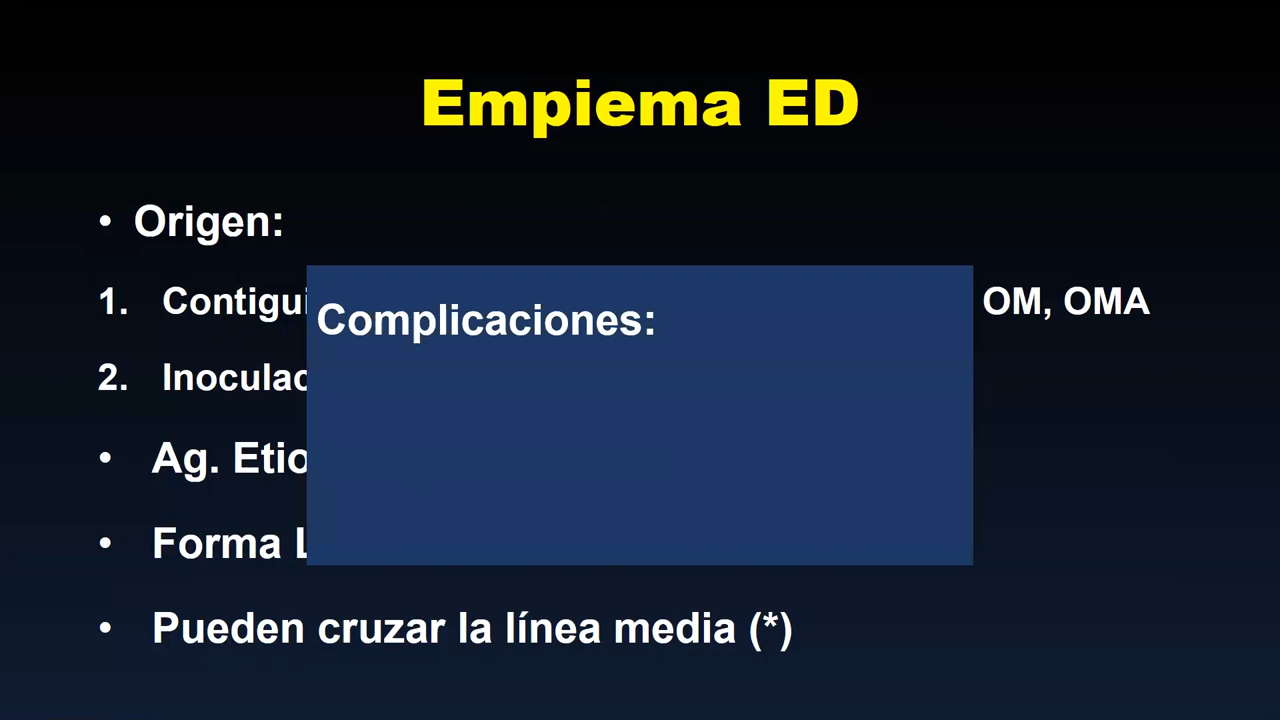 Empiema ED
• Origen:
1. Contigui OM, OMA
2. Inoculac
Complicaciones:
• Ag. Etio
• Forma L
• Pueden cruzar la línea media (*)